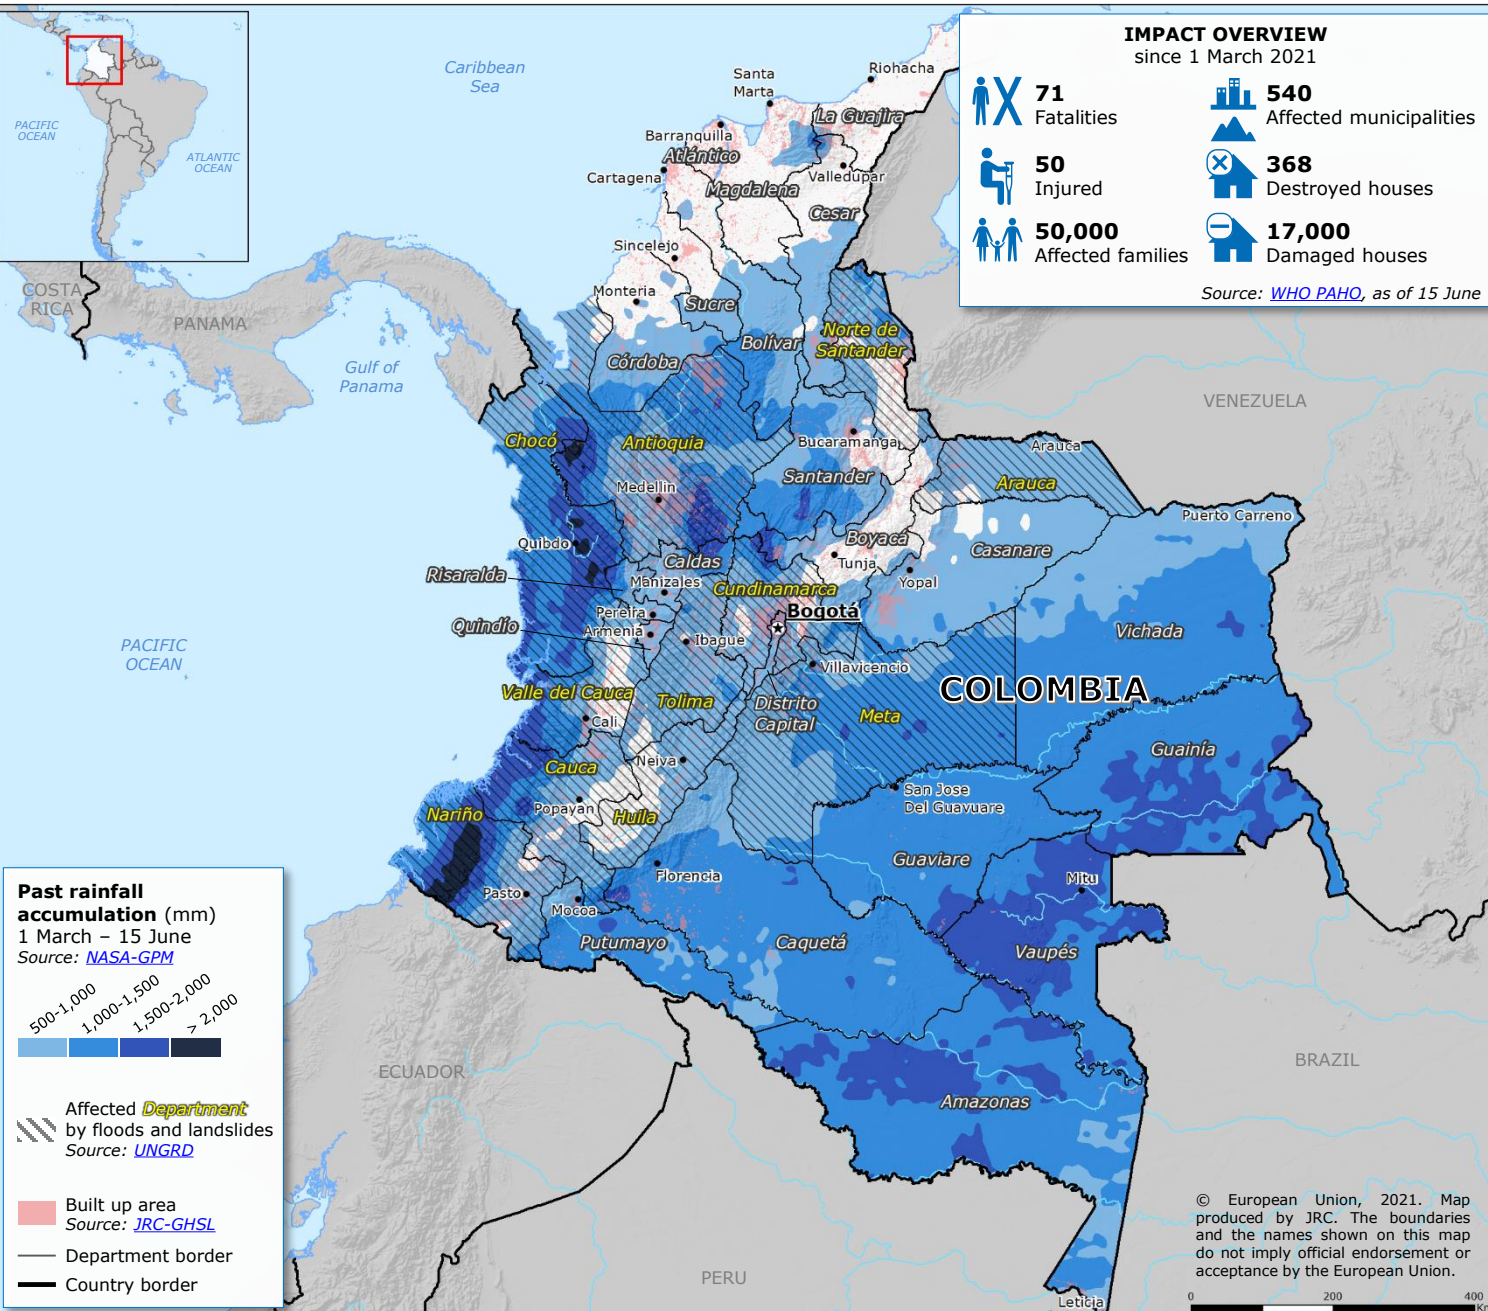 PACIFIC
OCEAN
ATLANTIC
OCEAN
IMPACT OVERVIEW
since 1 March 2021
71
Fatalities
540
Affected municipalities
50
Injured
368
Destroyed houses
50,000
Affected families
17,000
Damaged houses
Source: WHO PAHO, as of 15 June
Caribbean
Sea
Santa
Marta
Riohacha
La Guajira
Barranquilla
Atlántico
Cartagena
Magdalena
Valledupar
Cesar
Sincelejo
COSTA
RICA
PANAMA
Monteria
Sucre
Gulf of
Panama
Córdoba
Bolívar
Norte de
Santander
VENEZUELA
Chocó
Antioquia
Bucaramanga
Arauca
Santander
Arauca
Medellin
Puerto Carreno
Quibdo
Boyacá
Casanare
Caldas
Tunja
Risaralda
Manizales
Cundinamarca
Yopal
Pereira
Bogotá
Quindío
Armenia
Ibague
Vichada
PACIFIC
OCEAN
Villavicencio
COLOMBIA
Valle del Cauca
Tolima
Distrito
Capital
Meta
Cali
Guainía
Cauca
Neiva
San Jose
Del Guavuare
Popayan
Nariño
Huila
Guaviare
Florencia
Mitu
Pasto
Mocoa
Putumayo
Caquetá
Vaupés
Past rainfall
accumulation (mm)
1 March – 15 June
Source: NASA-GPM
500-1,000
1,000-1,500
1,500-2,000
> 2,000
Affected Department
by floods and landslides
Source: UNGRD
Built up area
Source: JRC-GHSL
Department border
Country border
ECUADOR
BRAZIL
Amazonas
PERU
Leticia
© European Union, 2021. Map
produced by JRC. The boundaries
and the names shown on this map
do not imply official endorsement or
acceptance by the European Union.
0 200 400
Km